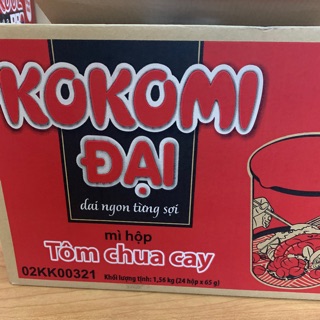 KOKOMI
ĐẠI
dai ngon từng sợi
mì hộp
Tôm chua cay
02KK00321
Khối lượng tịnh: 1,56 kg (24 hộp x 65 g)